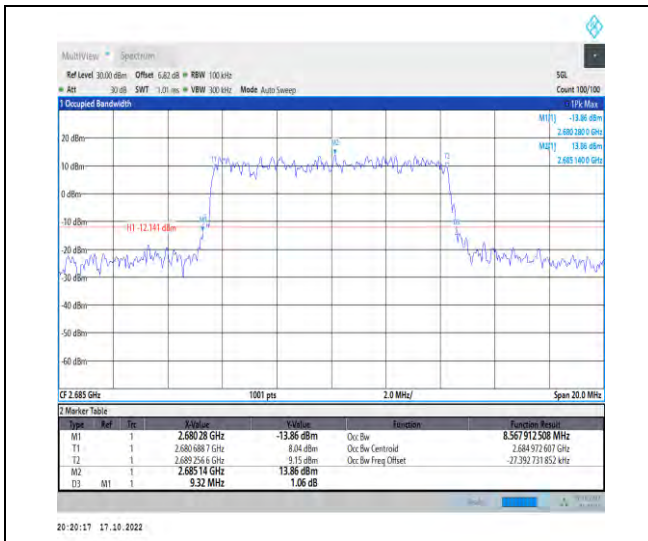 MultiView Spectrum
Ref Level 30.00 dBm Offset 6.82 dB RBW 100 kHz SGL
Att 30 dB SWT 1.01 ms VBW 300 kHz Mode Auto Sweep Count 100/100
1 Occupied Bandwidth 1Pk Max
M1[1] -13.86 dBm
2.680 280 0 GHz
M2[1] 13.86 dBm
2.685 140 0 GHz
20 dBm
10 dBm
0 dBm
-10 dBm
H1 -12.141 dBm
-20 dBm
-30 dBm
-40 dBm
-50 dBm
-60 dBm
CF 2.685 GHz 1001 pts 2.0 MHz/ Span 20.0 MHz
2 Marker Table
Type Ref Trc X-Value Y-Value Function Function Result
M1 1 2.68028 GHz -13.86 dBm Occ Bw 8.567 912 508 MHz
T1 1 2.680 688 7 GHz 8.04 dBm Occ Bw Centroid 2.684 972 607 GHz
T2 1 2.689 256 6 GHz 9.15 dBm Occ Bw Freq Offset -27.392 731 852 kHz
M2 1 2.68514 GHz 13.86 dBm
D3 M1 1 9.32 MHz 1.06 dB
20:20:17 17.10.2022